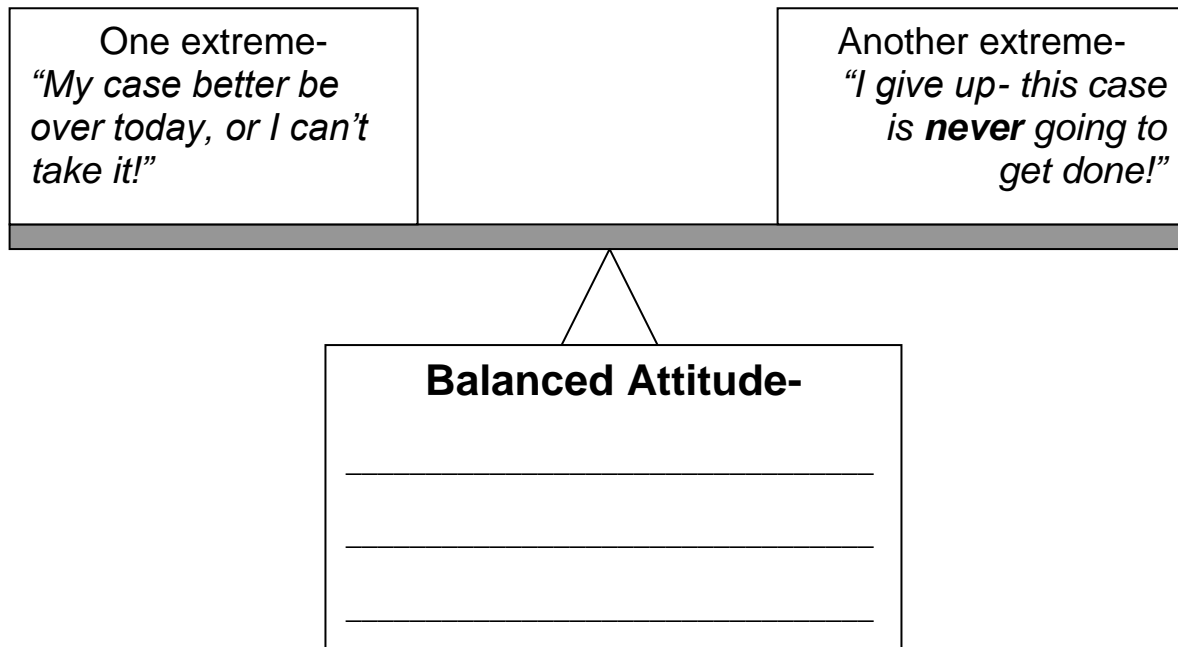 One extreme-
“My case better be
over today, or I can’t
take it!”
Another extreme-
“I give up- this case
is never going to
get done!”
Balanced Attitude-